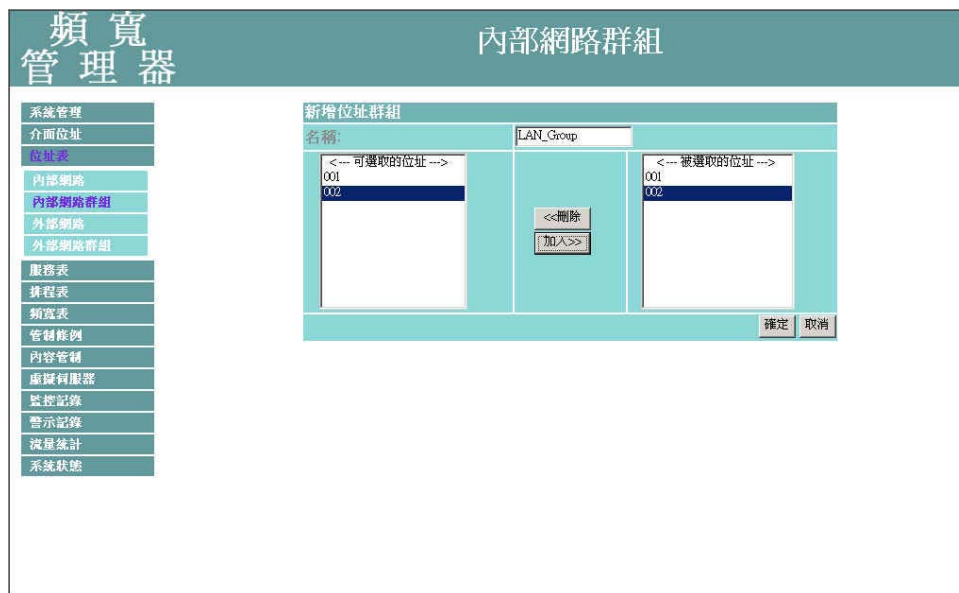 頻寬
管理器
內部網路群組
系統管理
介面位址
位址表
內部網路
內部網路群組
外部網路
外部網路群組
服務表
排程表
頻寬表
管制條例
內容管制
虛擬伺服器
監控記錄
警示記錄
流量統計
系統狀態
新增位址群組
名稱: LAN_Group
<--- 可選取的位址 --->
001
002
<<刪除
加入>>
<--- 被選取的位址 --->
001
002
確定 取消